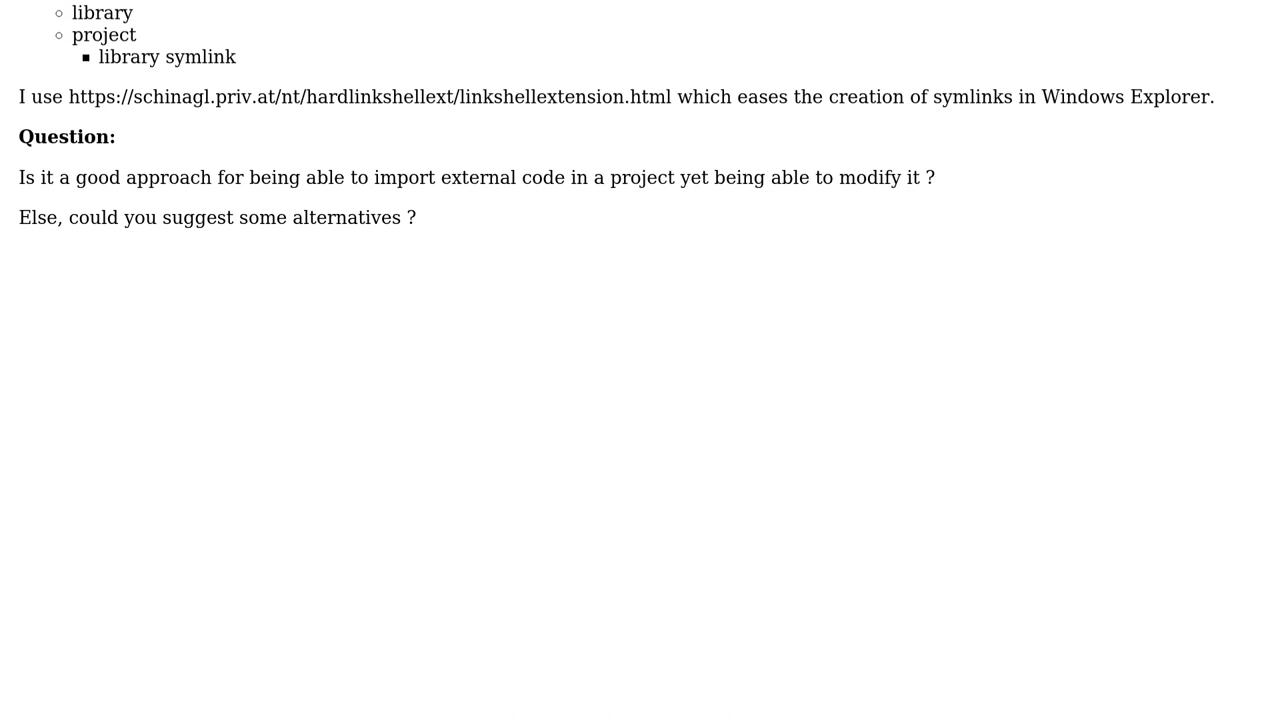 library
project
library symlink
I use https://schinagl.priv.at/nt/hardlinkshellext/linkshellextension.html which eases the creation of symlinks in Windows Explorer.
Question:
Is it a good approach for being able to import external code in a project yet being able to modify it ?
Else, could you suggest some alternatives ?